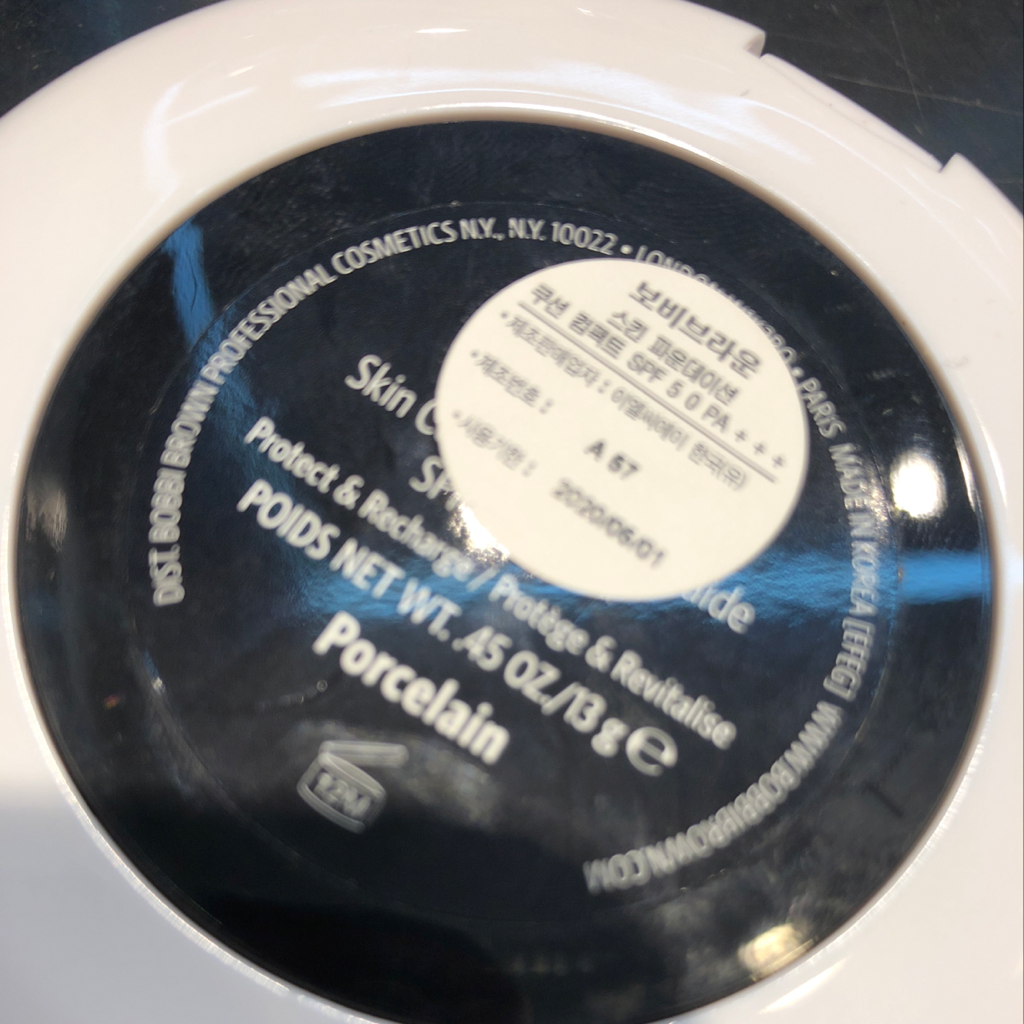 DIST. BOBBI BROWN PROFESSIONAL COSMETICS N.Y., N.Y. 10022 • PARIS MADE IN KOREA [EFFEG] WWW.BOBBIBROWN.COM
보비브라운
스킨 파운데이션
쿠션 컴팩트 SPF 5 0 PA + + +
•제조판매업자 : 이엘씨에이 한국(유)
•제조번호 : A 67
•사용기한 : 2020/06/01
Skin
Protect & Recharge / Protège & Revitalise
POIDS NET WT. .45 OZ./13 g ℮
Porcelain
12M